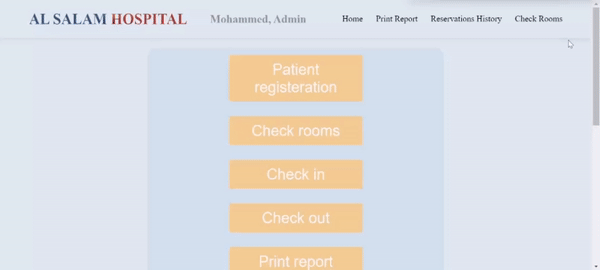 AL SALAM HOSPITAL
Mohammed, Admin
Home
Print Report
Reservations History
Check Rooms
Patient
registeration
Check rooms
Check in
Check out
Print report